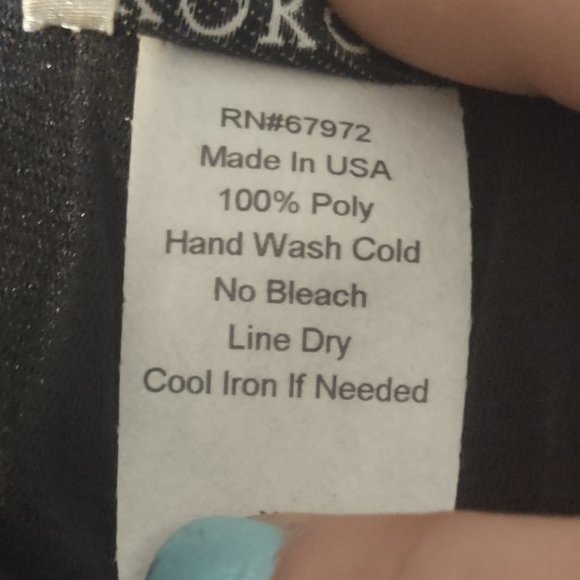 RN#67972
Made In USA
100% Poly
Hand Wash Cold
No Bleach
Line Dry
Cool Iron If Needed